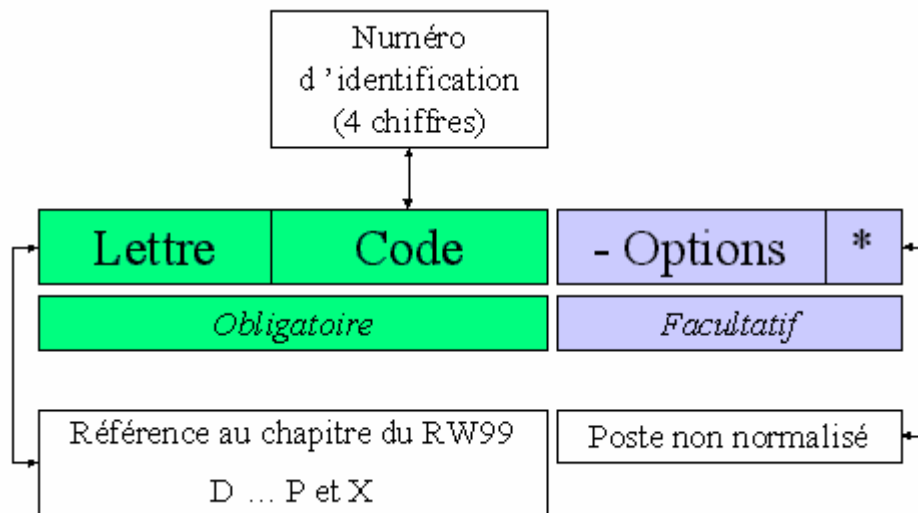 Numéro
d ’identification
(4 chiffres)
Lettre Code - Options *
Obligatoire Facultatif
Référence au chapitre du RW99
D … P et X
Poste non normalisé